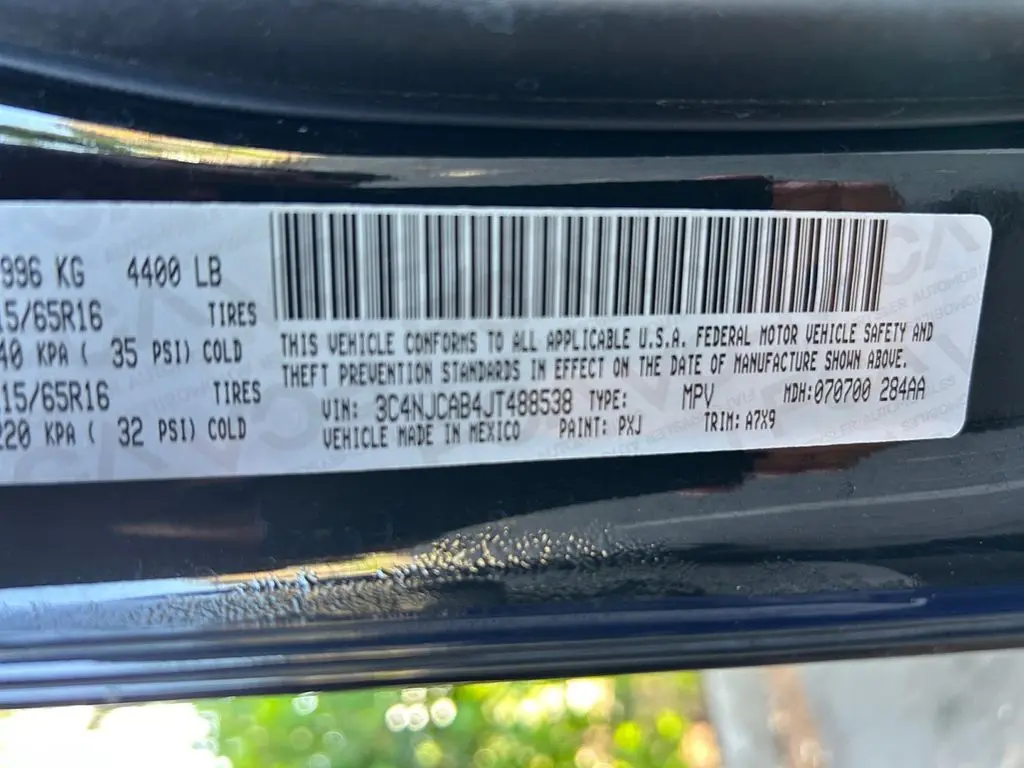 996 KG 4400 LB
15/65R16 TIRES
40 KPA ( 35 PSI) COLD
15/65R16 TIRES
220 KPA ( 32 PSI) COLD
THIS VEHICLE CONFORMS TO ALL APPLICABLE U.S.A. FEDERAL MOTOR VEHICLE SAFETY AND
THEFT PREVENTION STANDARDS IN EFFECT ON THE DATE OF MANUFACTURE SHOWN ABOVE.
VIN: 3C4NJCAB4JT488538 TYPE: MPV MDH:070700 284AA
VEHICLE MADE IN MEXICO PAINT: PXJ TRIM: A7X9